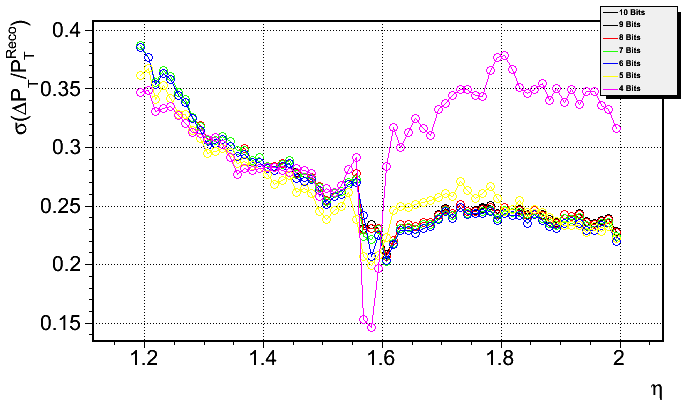 10 Bits
9 Bits
8 Bits
7 Bits
6 Bits
5 Bits
4 Bits
σ(ΔP_T/P_T^Reco)
0.4
0.35
0.3
0.25
0.2
0.15
1.2 1.4 1.6 1.8 2
η